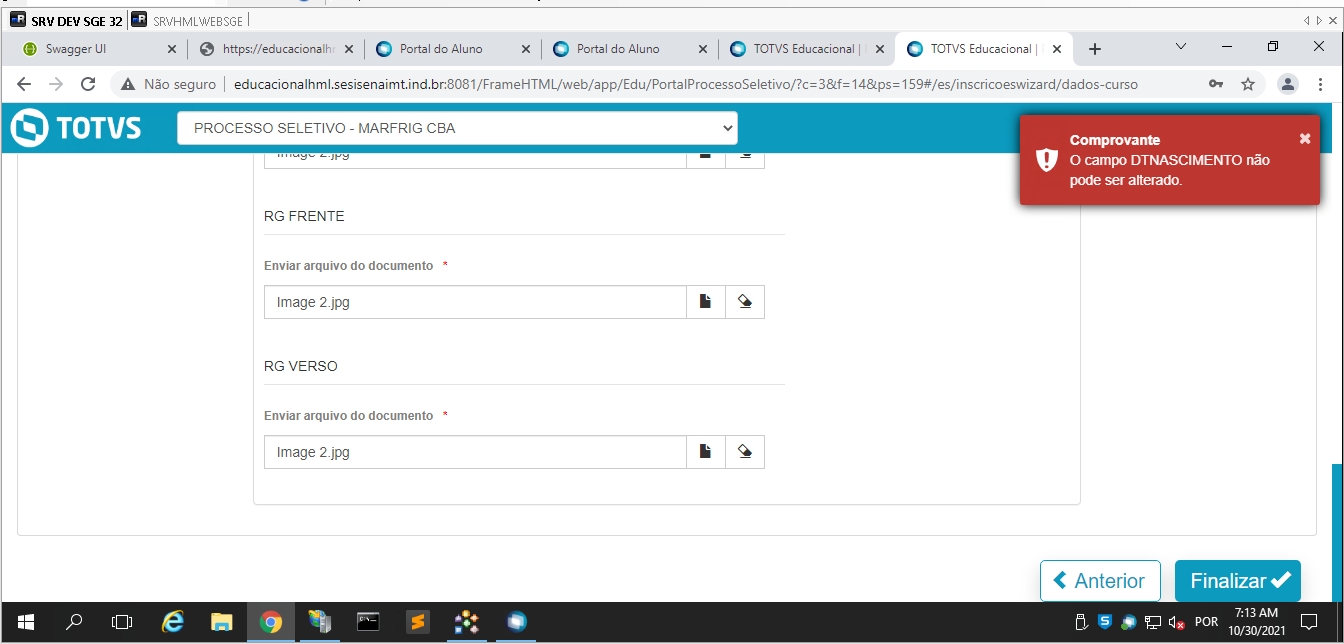 SRV DEV SGE 32
SRVHMLWEBSGE
Swagger UI
https://educacionalh
Portal do Aluno
Portal do Aluno
TOTVS Educacional |
TOTVS Educacional |
Não seguro
educacionalhml.sesisenaimt.ind.br:8081/FrameHTML/web/app/Edu/PortalProcessoSeletivo/?c=3&f=14&ps=159#/es/inscricoeswizard/dados-curso
TOTVS
PROCESSO SELETIVO - MARFRIG CBA
Comprovante
O campo DTNASCIMENTO não
pode ser alterado.
Image 2.jpg
RG FRENTE
Enviar arquivo do documento *
Image 2.jpg
RG VERSO
Enviar arquivo do documento *
Image 2.jpg
Anterior
Finalizar
POR
7:13 AM
10/30/2021